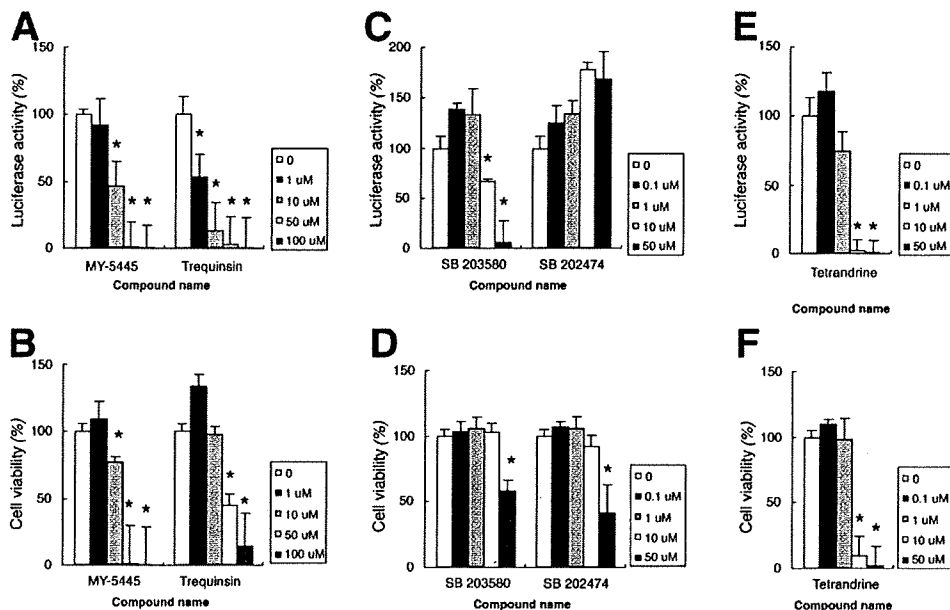 A
Luciferase activity (%)
150
100
50
0
* * *
* * * *
MY-5445 Trequinsin
Compound name
0
1 uM
10 uM
50 uM
100 uM
C
Luciferase activity (%)
200
150
100
50
0
* *
SB 203580 SB 202474
Compound name
0
0.1 uM
1 uM
10 uM
50 uM
E
Luciferase activity (%)
150
100
50
0
* *
Tetrandrine
Compound name
0
0.1 uM
1 uM
10 uM
50 uM
B
Cell viability (%)
150
100
50
0
* * *
* *
MY-5445 Trequinsin
Compound name
0
1 uM
10 uM
50 uM
100 uM
D
Cell viability (%)
150
100
50
0
*
*
SB 203580 SB 202474
Compound name
0
0.1 uM
1 uM
10 uM
50 uM
F
Cell viability (%)
150
100
50
0
* *
Tetrandrine
Compound name
0
0.1 uM
1 uM
10 uM
50 uM